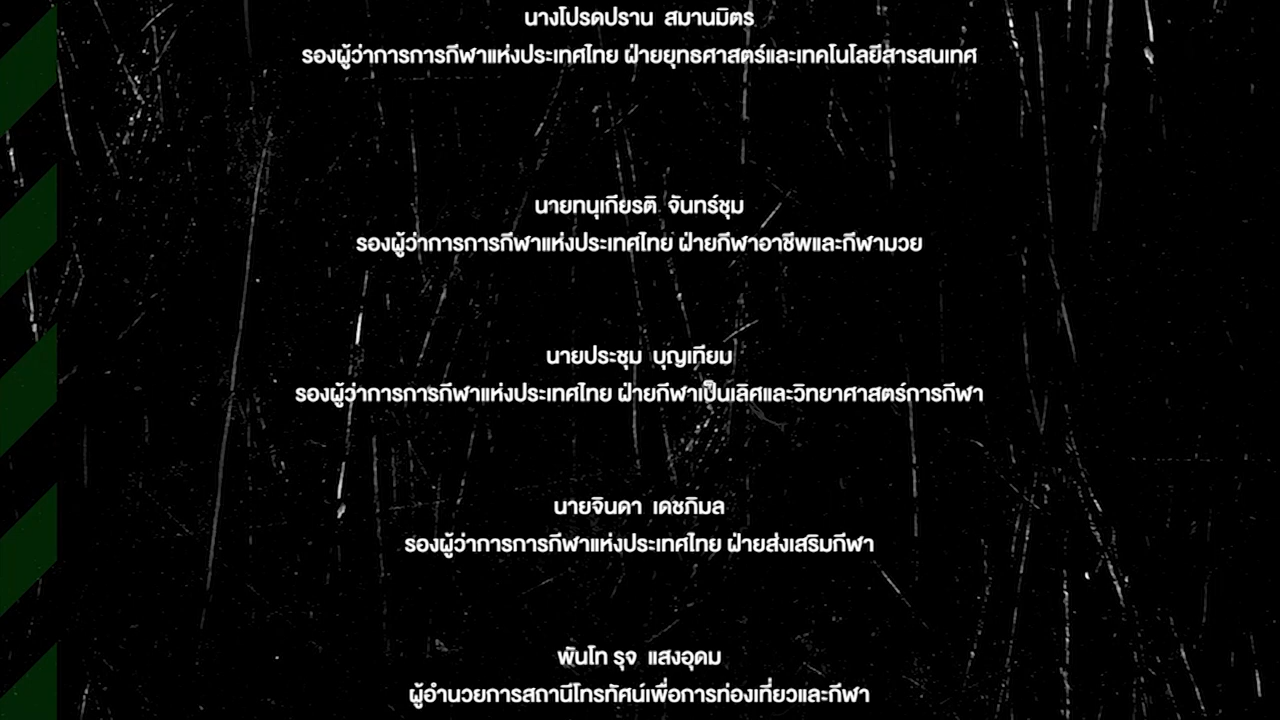 นางโปรดปราน สมานมิตร
รองผู้ว่าการการกีฬาแห่งประเทศไทย ฝ่ายยุทธศาสตร์และเทคโนโลยีสารสนเทศ
นายทนุเกียรติ จันทร์ชุม
รองผู้ว่าการการกีฬาแห่งประเทศไทย ฝ่ายกีฬาอาชีพและกีฬามวย
นายประชุม บุญเทียม
รองผู้ว่าการการกีฬาแห่งประเทศไทย ฝ่ายกีฬาเป็นเลิศและวิทยาศาสตร์การกีฬา
นายจินดา เดชภิมล
รองผู้ว่าการการกีฬาแห่งประเทศไทย ฝ่ายส่งเสริมกีฬา
พันโท รุจ แสงอุดม
ผู้อำนวยการสถานีโทรทัศน์เพื่อการท่องเที่ยวและกีฬา